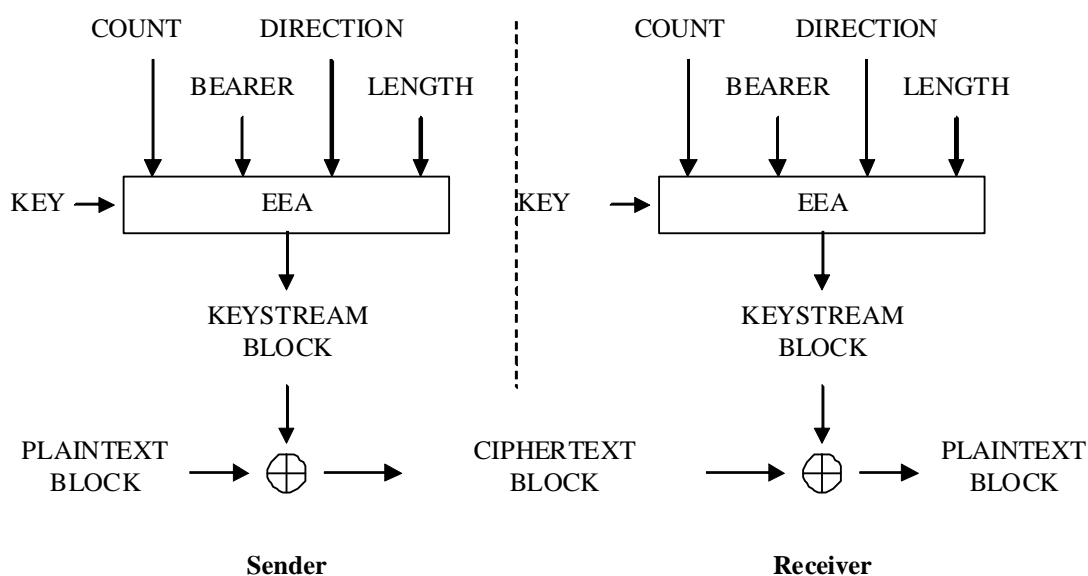 COUNT DIRECTION COUNT DIRECTION
BEARER LENGTH BEARER LENGTH
KEY EEA KEY EEA
KEYSTREAM KEYSTREAM
BLOCK BLOCK
PLAINTEXT CIPHERTEXT PLAINTEXT
BLOCK BLOCK BLOCK
Sender Receiver